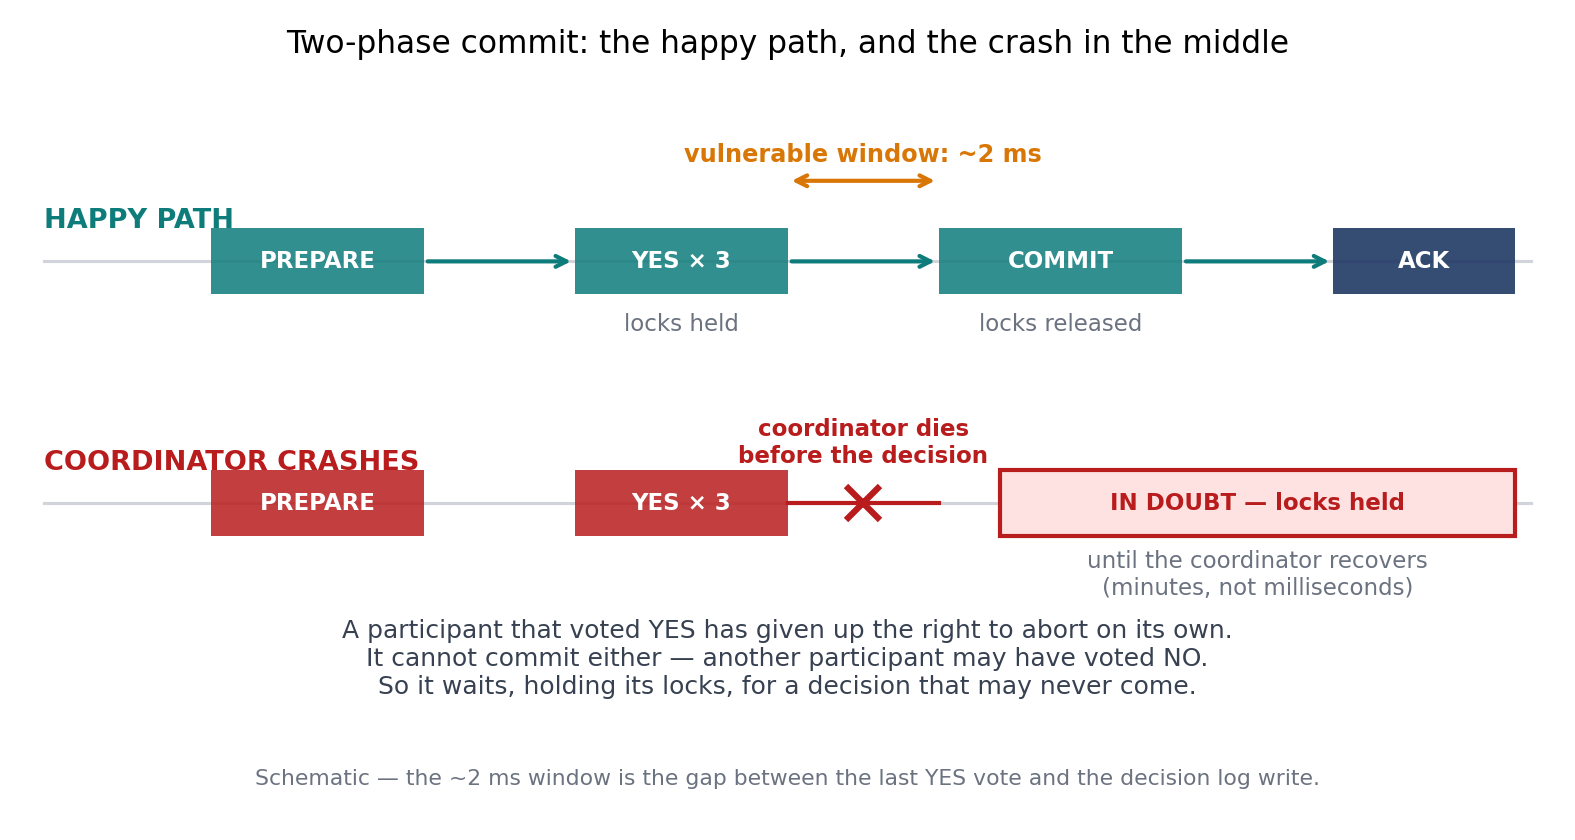 Two-phase commit: the happy path, and the crash in the middle
vulnerable window: ~2 ms
HAPPY PATH
PREPARE
YES × 3
COMMIT
ACK
locks held
locks released
coordinator dies
before the decision
COORDINATOR CRASHES
PREPARE
YES × 3
IN DOUBT — locks held
until the coordinator recovers
(minutes, not milliseconds)
A participant that voted YES has given up the right to abort on its own.
It cannot commit either — another participant may have voted NO.
So it waits, holding its locks, for a decision that may never come.
Schematic — the ~2 ms window is the gap between the last YES vote and the decision log write.